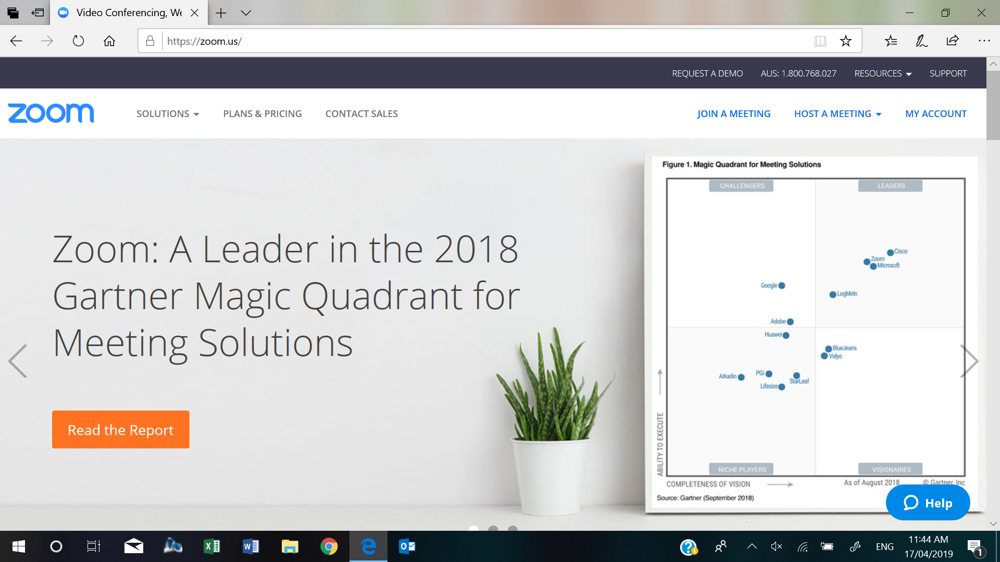 Video Conferencing, We
https://zoom.us/
REQUEST A DEMO AUS: 1.800.768.027 RESOURCES SUPPORT
zoom SOLUTIONS PLANS & PRICING CONTACT SALES JOIN A MEETING HOST A MEETING MY ACCOUNT
Zoom: A Leader in the 2018
Gartner Magic Quadrant for
Meeting Solutions
Read the Report
Figure 1. Magic Quadrant for Meeting Solutions
CHALLENGERS LEADERS
Cisco
Zoom
Microsoft
Google
LogMeIn
Adobe
Huawei
BlueJeans
Vidyo
Arkadin PGi
StarLeaf
Lifesize
ABILITY TO EXECUTE
NICHE PLAYERS VISIONARIES
COMPLETENESS OF VISION As of August 2018 © Gartner, Inc
Source: Gartner (September 2018)
Help
ENG
11:44 AM
17/04/2019
1